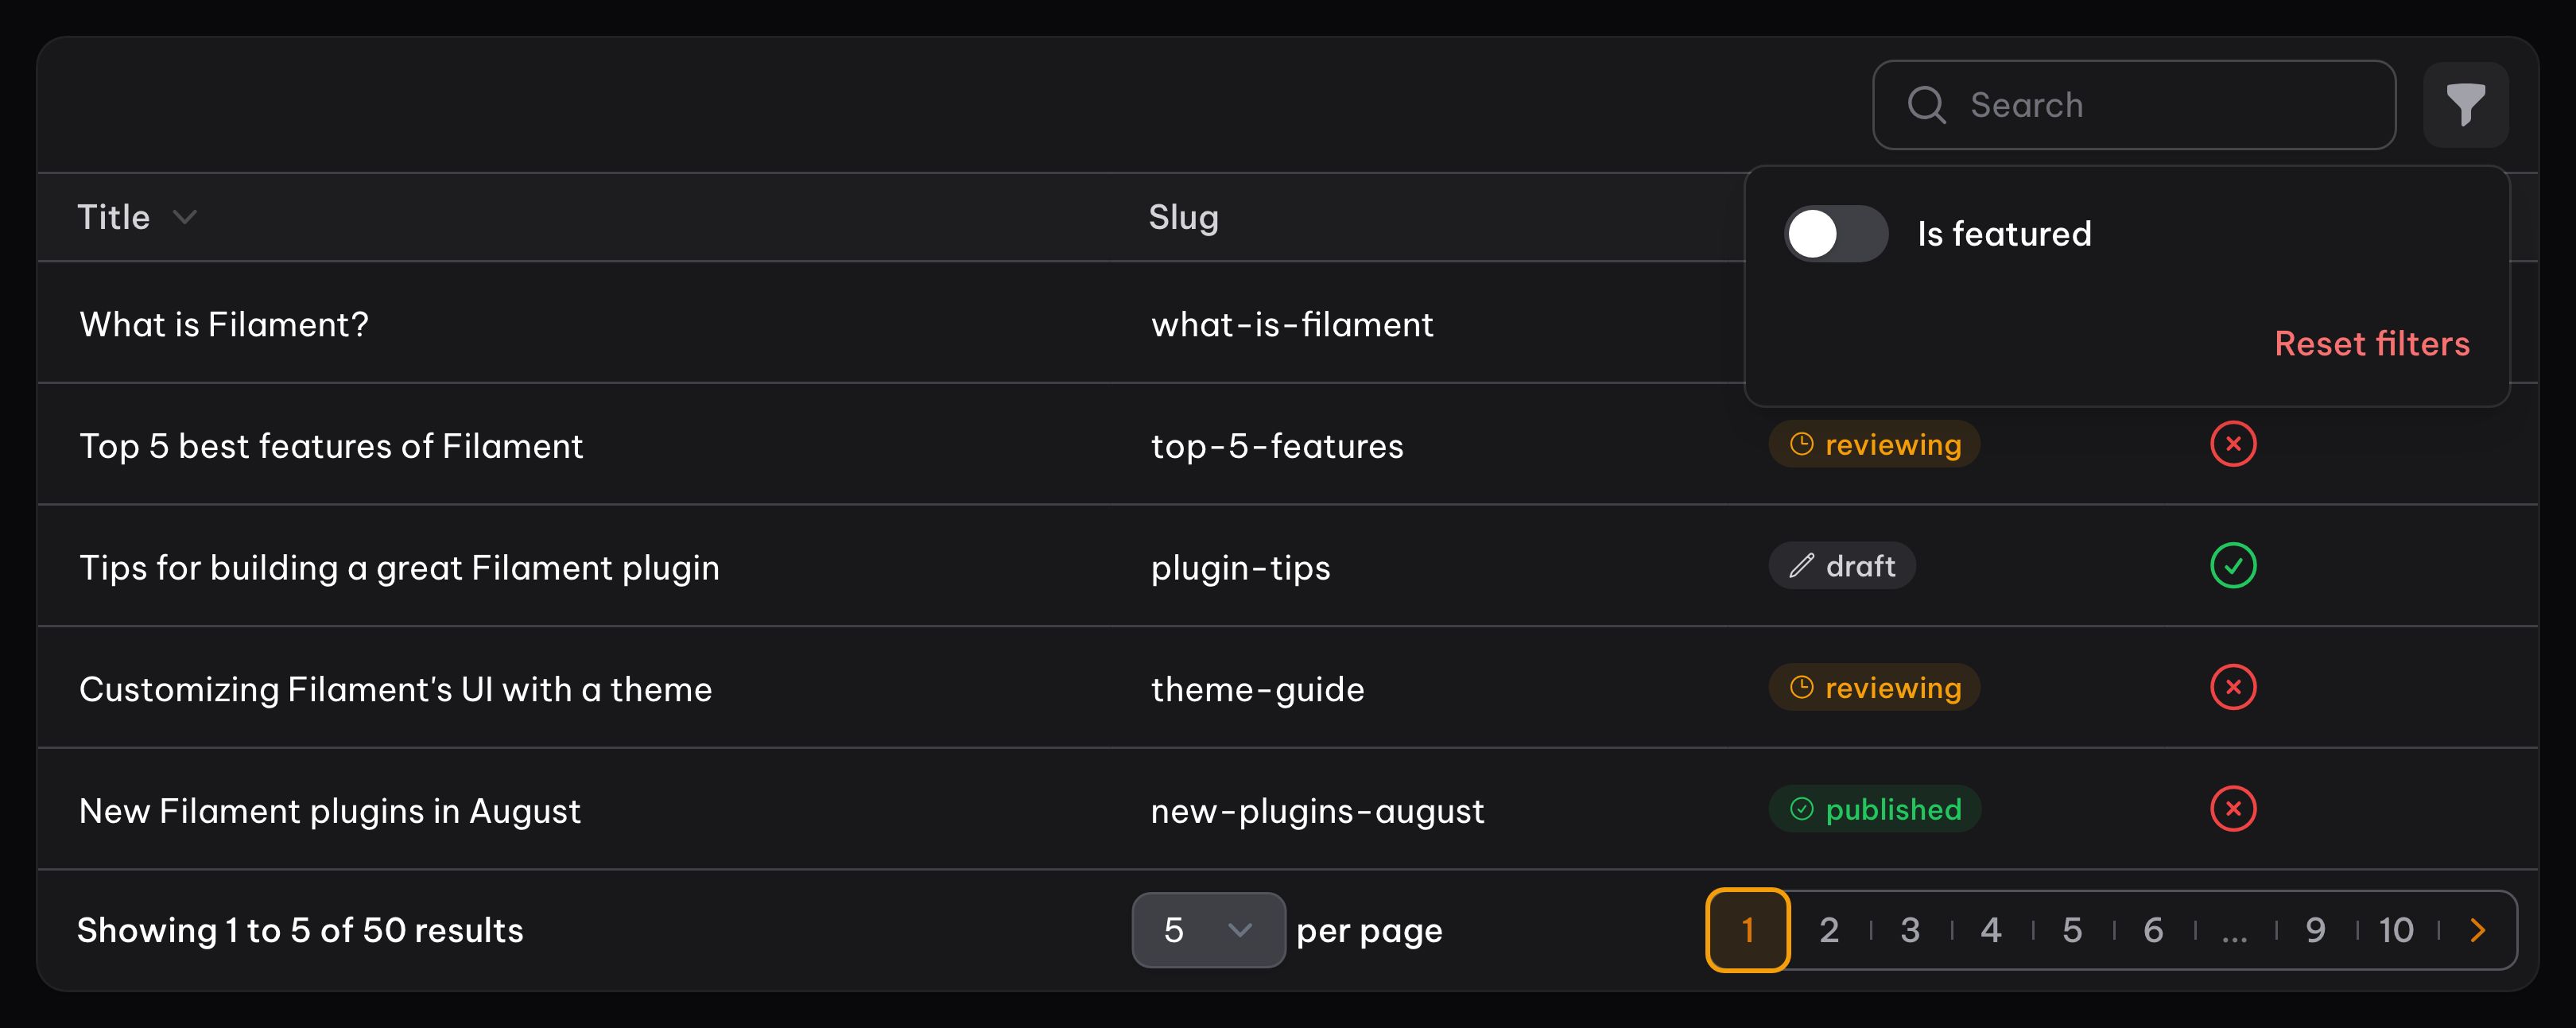 Search
Title Slug
Is featured
What is Filament? what-is-filament
Reset filters
Top 5 best features of Filament top-5-features reviewing
Tips for building a great Filament plugin plugin-tips draft
Customizing Filament's UI with a theme theme-guide reviewing
New Filament plugins in August new-plugins-august published
Showing 1 to 5 of 50 results 5 per page 1 2 3 4 5 6 ... 9 10